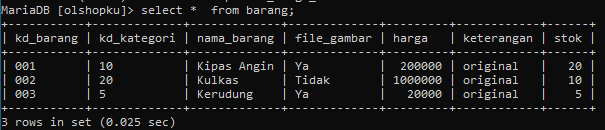 MariaDB [olshopku]> select *  from barang;
+-----------+-------------+-------------+-------------+---------+------------+------+
| kd_barang | kd_kategori | nama_barang | file_gambar | harga   | keterangan | stok |
+-----------+-------------+-------------+-------------+---------+------------+------+
| 001       | 10          | Kipas Angin | Ya          |  200000 | original   |   20 |
| 002       | 20          | Kulkas      | Tidak       | 1000000 | original   |   10 |
| 003       | 5           | Kerudung    | Ya          |   20000 | original   |    5 |
+-----------+-------------+-------------+-------------+---------+------------+------+
3 rows in set (0.025 sec)